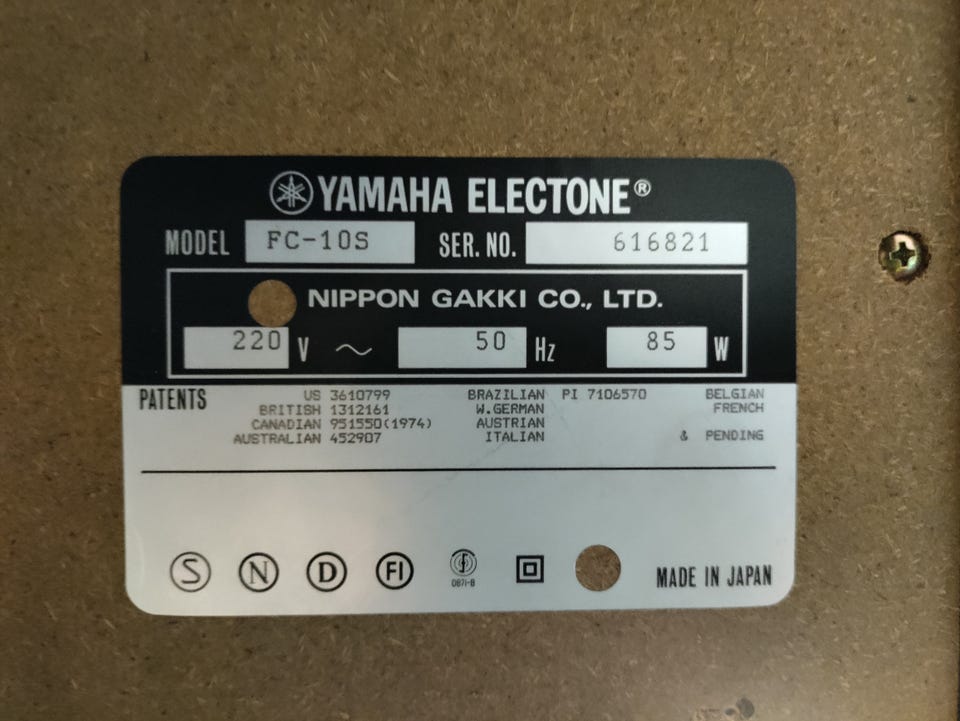 YAMAHA ELECTONE®
MODEL FC-10S SER. NO. 616821
NIPPON GAKKI CO., LTD.
220 V ~ 50 Hz 85 W
PATENTS US 3610799 BRAZILIAN PI 7106570 BELGIAN
BRITISH 1312161 W.GERMAN FRENCH
CANADIAN 951550(1974) AUSTRIAN
AUSTRALIAN 452907 ITALIAN & PENDING
S N D FI
MADE IN JAPAN